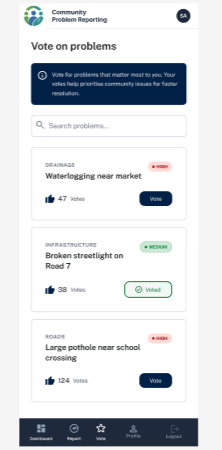 Community
Problem Reporting
SA
Vote on problems
Vote for problems that matter most to you. Your
votes help prioritise community issues for faster
resolution.
Search problems...
DRAINAGE
HIGH
Waterlogging near market
47 Votes
Vote
INFRASTRUCTURE
MEDIUM
Broken streetlight on
Road 7
38 Votes
Voted
ROADS
HIGH
Large pothole near school
crossing
124 Votes
Vote
Dashboard
Report
Vote
Profile
Logout